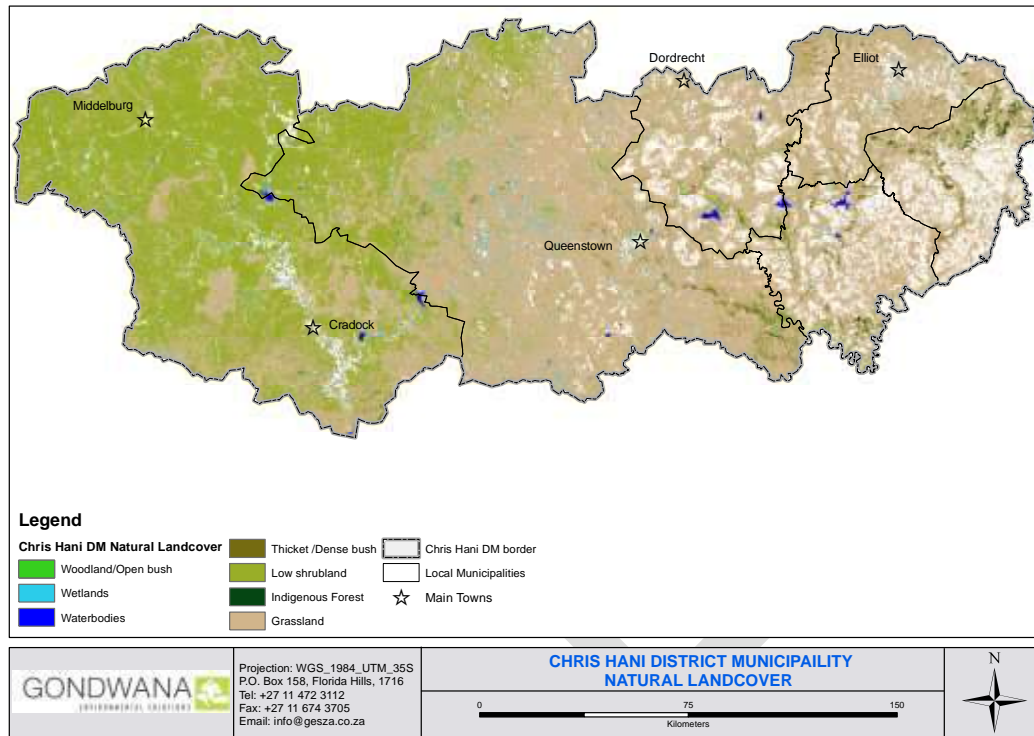 Dordrecht
Elliot
Middelburg
Queenstown
Cradock
Legend
Chris Hani DM Natural Landcover
Woodland/Open bush
Wetlands
Waterbodies
Thicket /Dense bush
Low shrubland
Indigenous Forest
Grassland
Chris Hani DM border
Local Municipalities
Main Towns
GONDWANA
ENVIRONMENTAL SOLUTIONS
Projection: WGS_1984_UTM_35S
P.O. Box 158, Florida Hills, 1716
Tel: +27 11 472 3112
Fax: +27 11 674 3705
Email: info@gesza.co.za
CHRIS HANI DISTRICT MUNICIPAILITY
NATURAL LANDCOVER
0 75 150
Kilometers
N